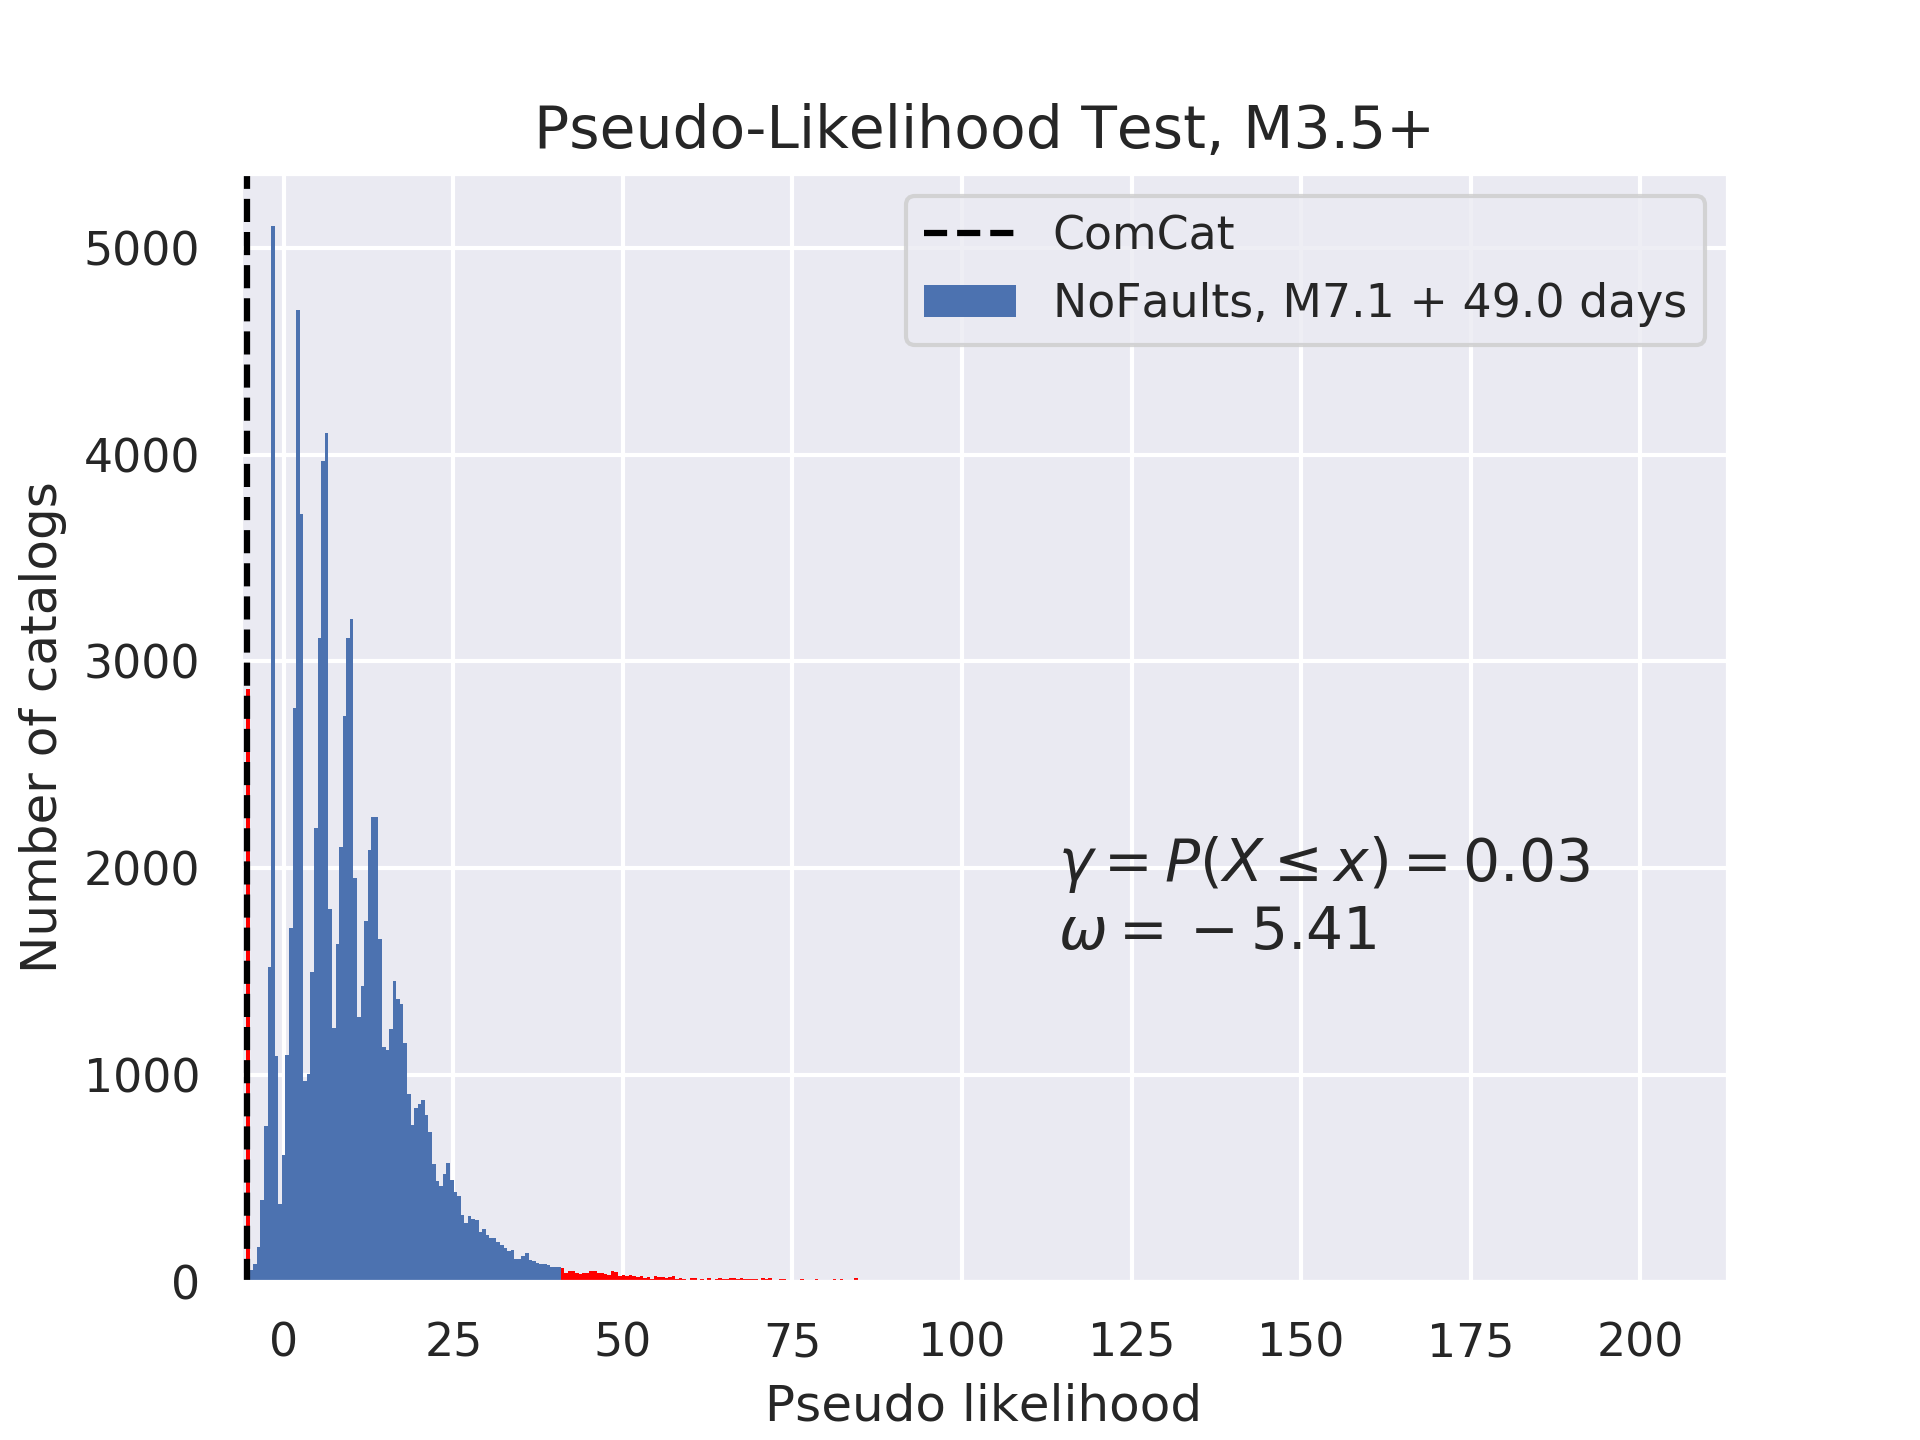 Pseudo-Likelihood Test, M3.5+
ComCat
NoFaults, M7.1 + 49.0 days
5000
4000
3000
2000
1000
0
Number of catalogs
γ = P(X ≤ x) = 0.03
ω = −5.41
0 25 50 75 100 125 150 175 200
Pseudo likelihood